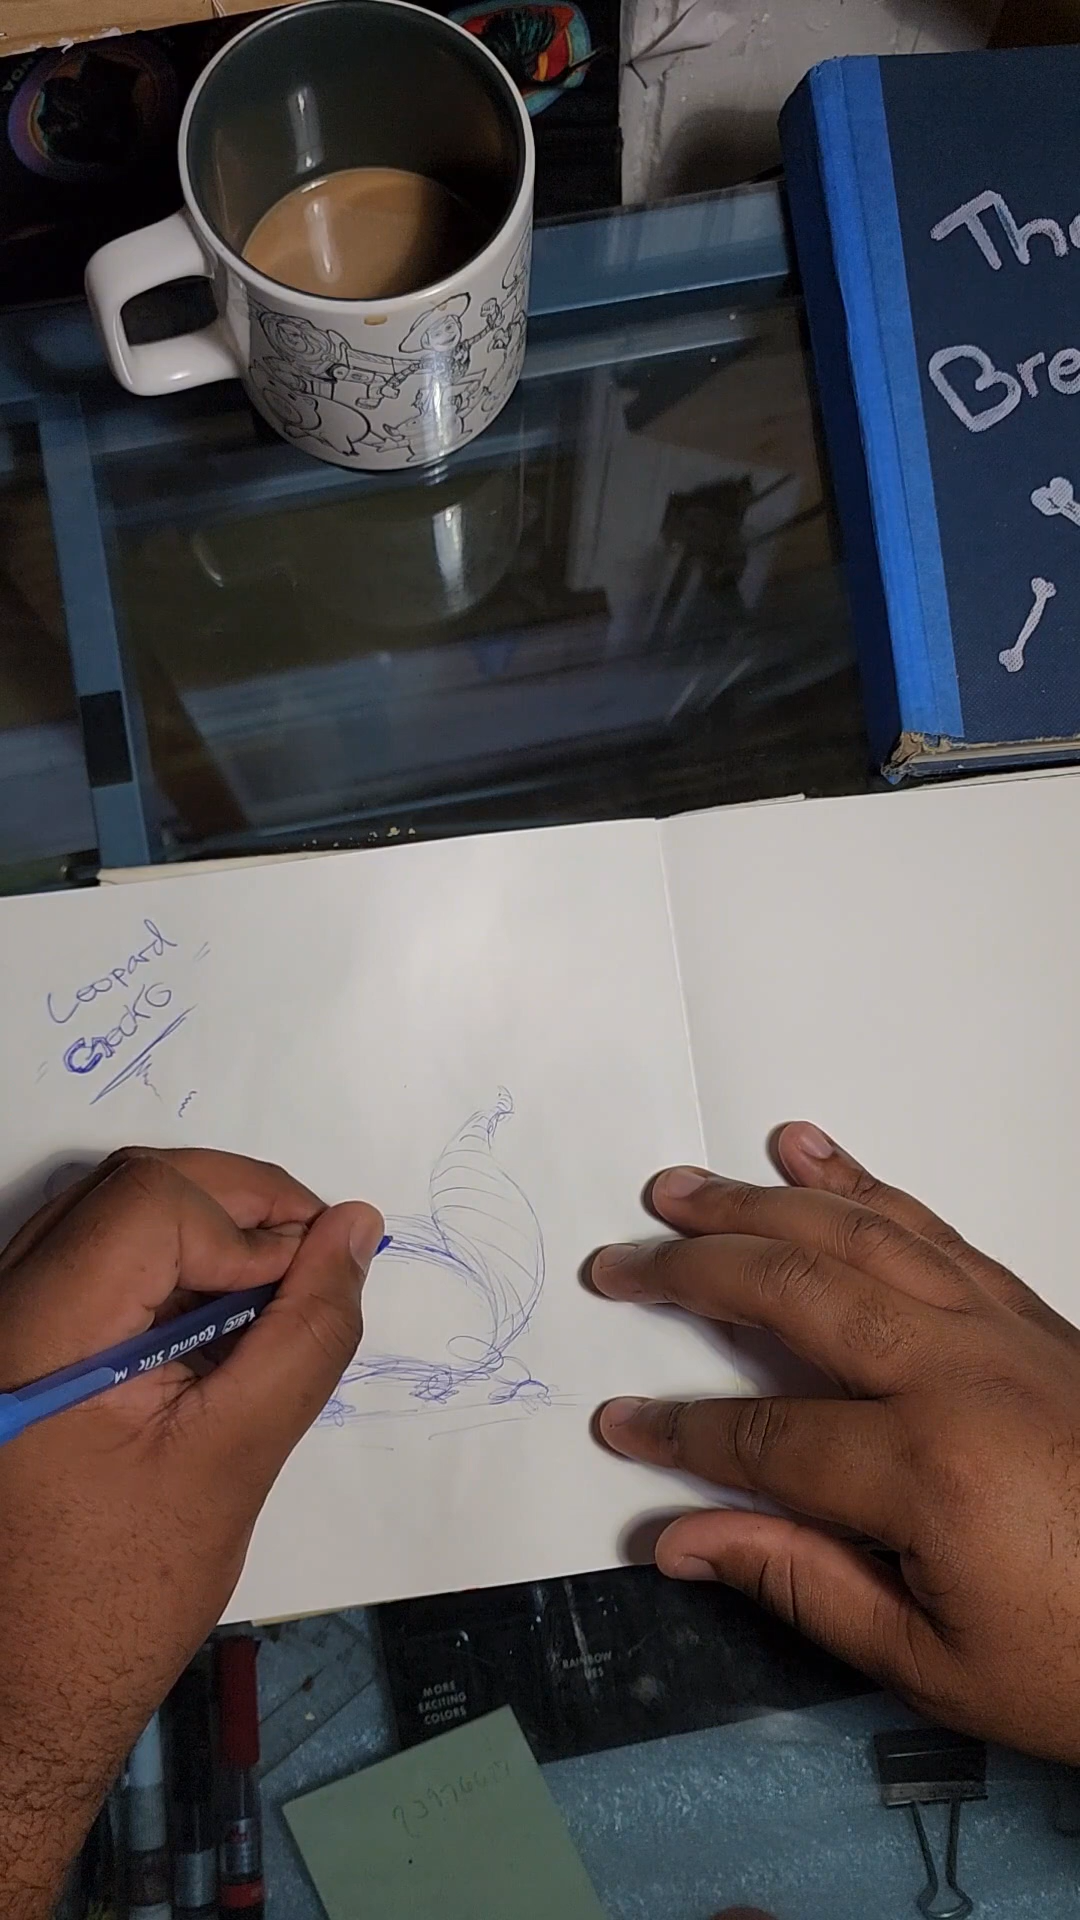 The
Bre
Leopard
Gecko
BIC Round Stic M
MORE
EXCITING
COLORS
RAINBOW